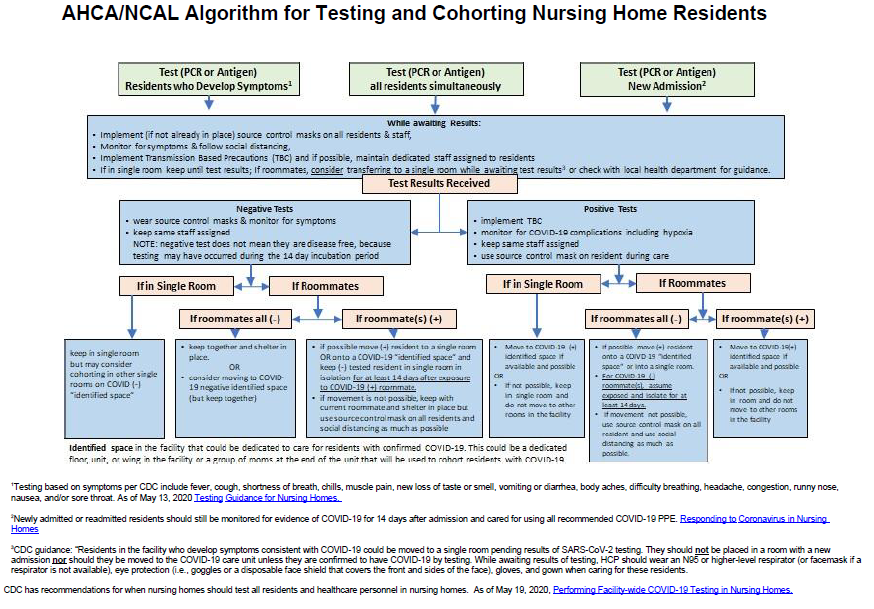 AHCA/NCAL Algorithm for Testing and Cohorting Nursing Home Residents
Test (PCR or Antigen)
Residents who Develop Symptoms¹
Test (PCR or Antigen)
all residents simultaneously
Test (PCR or Antigen)
New Admission²
While awaiting Results:
• Implement (if not already in place) source control masks on all residents & staff,
• Monitor for symptoms & follow social distancing,
• Implement Transmission Based Precautions (TBC) and if possible, maintain dedicated staff assigned to residents
• If in single room keep until test results; If roommates, consider transferring to a single room while awaiting test results³ or check with local health department for guidance.
Test Results Received
Negative Tests
• wear source control masks & monitor for symptoms
• keep same staff assigned
NOTE: negative test does not mean they are disease free, because
testing may have occurred during the 14 day incubation period
Positive Tests
• implement TBC
• monitor for COVID-19 complications including hypoxia
• keep same staff assigned
• use source control mask on resident during care
If in Single Room
If Roommates
If in Single Room
If Roommates
If roommates all (-)
If roommate(s) (+)
If roommates all (-)
If roommate(s) (+)
keep in single room
but may consider
cohorting in other single
rooms on COVID (-)
"identified space"
• keep together and shelter in
place.
OR
• consider moving to COVID-
19 negative identified space
(but keep together)
• if possible move (+) resident to a single room
OR onto a COVID-19 "identified space" and
keep (-) tested resident in single room in
isolation for at least 14 days after exposure
to COVID-19 (+) roommate.
• if movement is not possible, keep with
current roommate and shelter in place but
use source control mask on all residents and
social distancing as much as possible
• Move to COVID-19 (+)
identified space if
available and possible
OR
• If not possible, keep
in single room and
do not move to other
rooms in the facility
• If possible move (+) resident
onto a COVID-19 "identified
space" or into a single room.
• For COVID-19 (-)
roommate(s), assume
exposed and isolate for at
least 14 days.
• If movement not possible,
use source control mask on all
resident and use social
distancing as much as
possible.
• Move to COVID-19(+)
identified space if
available and possible
OR
• If not possible, keep
in room and do not
move to other rooms
in the facility
Identified space in the facility that could be dedicated to care for residents with confirmed COVID-19. This could be a dedicated
floor, unit, or wing in the facility or a group of rooms at the end of the unit that will be used to cohort residents with COVID-19
¹Testing based on symptoms per CDC include fever, cough, shortness of breath, chills, muscle pain, new loss of taste or smell, vomiting or diarrhea, body aches, difficulty breathing, headache, congestion, runny nose,
nausea, and/or sore throat. As of May 13, 2020 Testing Guidance for Nursing Homes.
²Newly admitted or readmitted residents should still be monitored for evidence of COVID-19 for 14 days after admission and cared for using all recommended COVID-19 PPE. Responding to Coronavirus in Nursing
Homes
³CDC guidance: "Residents in the facility who develop symptoms consistent with COVID-19 could be moved to a single room pending results of SARS-CoV-2 testing. They should not be placed in a room with a new
admission nor should they be moved to the COVID-19 care unit unless they are confirmed to have COVID-19 by testing. While awaiting results of testing, HCP should wear an N95 or higher-level respirator (or facemask if a
respirator is not available), eye protection (i.e., goggles or a disposable face shield that covers the front and sides of the face), gloves, and gown when caring for these residents.
CDC has recommendations for when nursing homes should test all residents and healthcare personnel in nursing homes. As of May 19, 2020, Performing Facility-wide COVID-19 Testing in Nursing Homes.